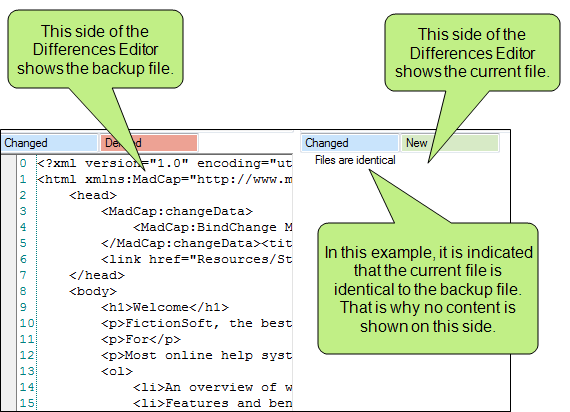 This side of the
Differences Editor
shows the backup file.
This side of the
Differences Editor
shows the current file.
Changed
Changed New
Files are identical
0 <?xml version="1.0" encoding="ut
1 <html xmlns:MadCap="http://www.m
2 <head>
3 <MadCap:changeData>
4 <MadCap:BindChange M
5 </MadCap:changeData><tit
6 <link href="Resources/St
7 </head>
8 <body>
9 <h1>Welcome</h1>
10 <p>FictionSoft, the best
11 <p>For</p>
12 <p>Most online help syst
13 <ol>
14 <li>An overview of w
15 <li>Features and ben
In this example, it is indicated
that the current file is
identical to the backup file.
That is why no content is
shown on this side.